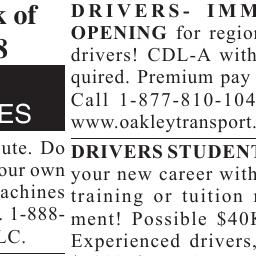 k of
8
ES
ute. Do
our own
achines
. 1-888-
LC.
DRIVERS- IMM
OPENING for region
drivers! CDL-A with
quired. Premium pay
Call 1-877-810-104
www.oakleytransport.
DRIVERS STUDENT
your new career with
training or tuition r
ment! Possible $40K
Experienced drivers,